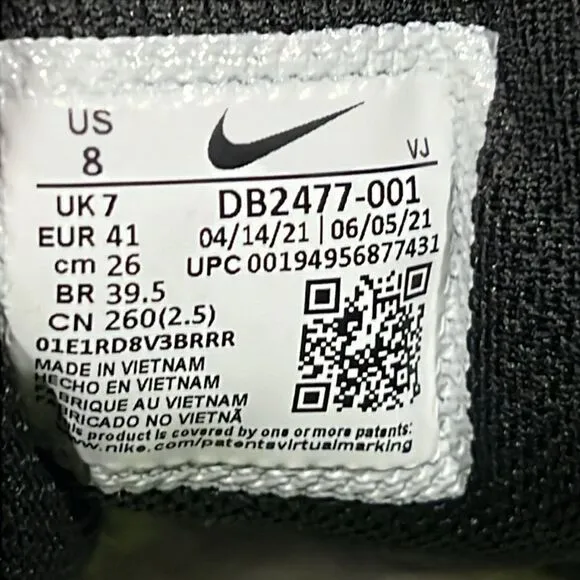 US
8
VJ
UK 7
DB2477-001
EUR 41
04/14/21 | 06/05/21
cm 26
UPC 00194956877431
BR 39.5
CN 260(2.5)
01E1RD8V3BRRR
MADE IN VIETNAM
HECHO EN VIETNAM
FABRIQUE AU VIETNAM
FABRICADO NO VIETNÃ
This product is covered by one or more patents:
www.nike.com/patentsvirtualmarking